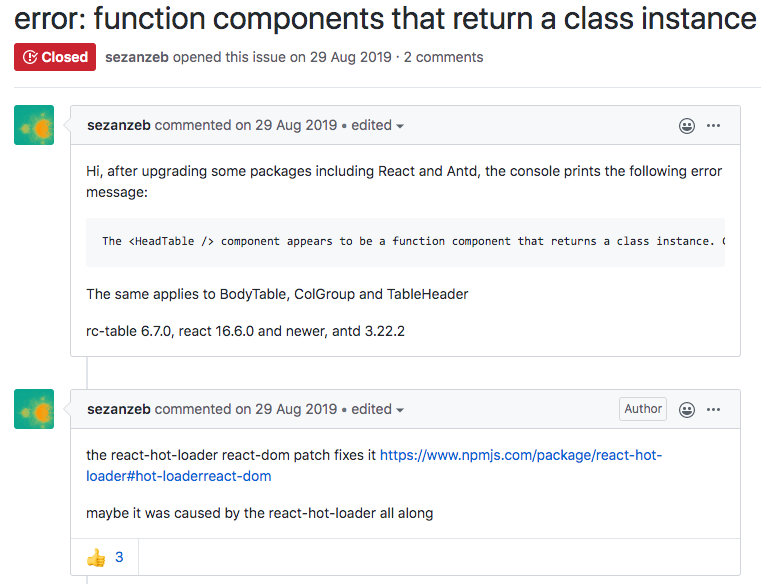 error: function components that return a class instance
Closed sezanzeb opened this issue on 29 Aug 2019 · 2 comments
sezanzeb commented on 29 Aug 2019 • edited
Hi, after upgrading some packages including React and Antd, the console prints the following error
message:
The <HeadTable /> component appears to be a function component that returns a class instance.
The same applies to BodyTable, ColGroup and TableHeader
rc-table 6.7.0, react 16.6.0 and newer, antd 3.22.2
sezanzeb commented on 29 Aug 2019 • edited Author
the react-hot-loader react-dom patch fixes it https://www.npmjs.com/package/react-hot-
loader#hot-loaderreact-dom
maybe it was caused by the react-hot-loader all along
3